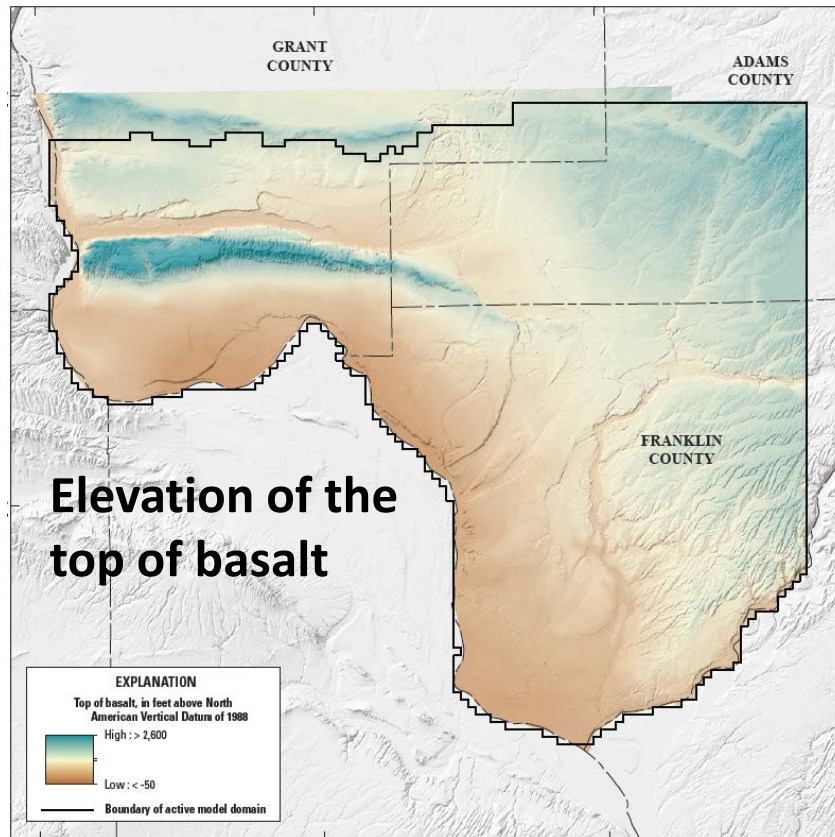 GRANT
COUNTY
ADAMS
COUNTY
FRANKLIN
COUNTY
Elevation of the
top of basalt
EXPLANATION
Top of basalt, in feet above North
American Vertical Datum of 1988
High : > 2,600
Low : < -50
Boundary of active model domain